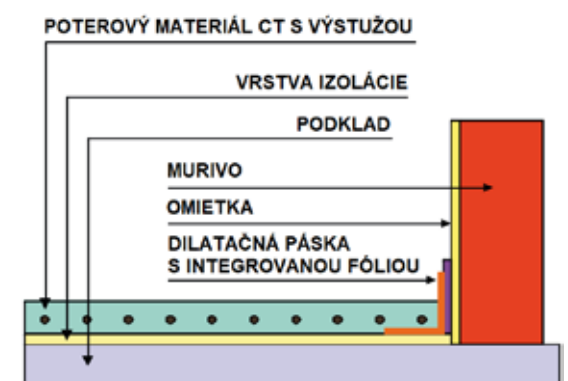 POTEROVÝ MATERIÁL CT S VÝSTUŽOU
VRSTVA IZOLÁCIE
PODKLAD
MURIVO
OMIETKA
DILATAČNÁ PÁSKA
S INTEGROVANOU FÓLIOU